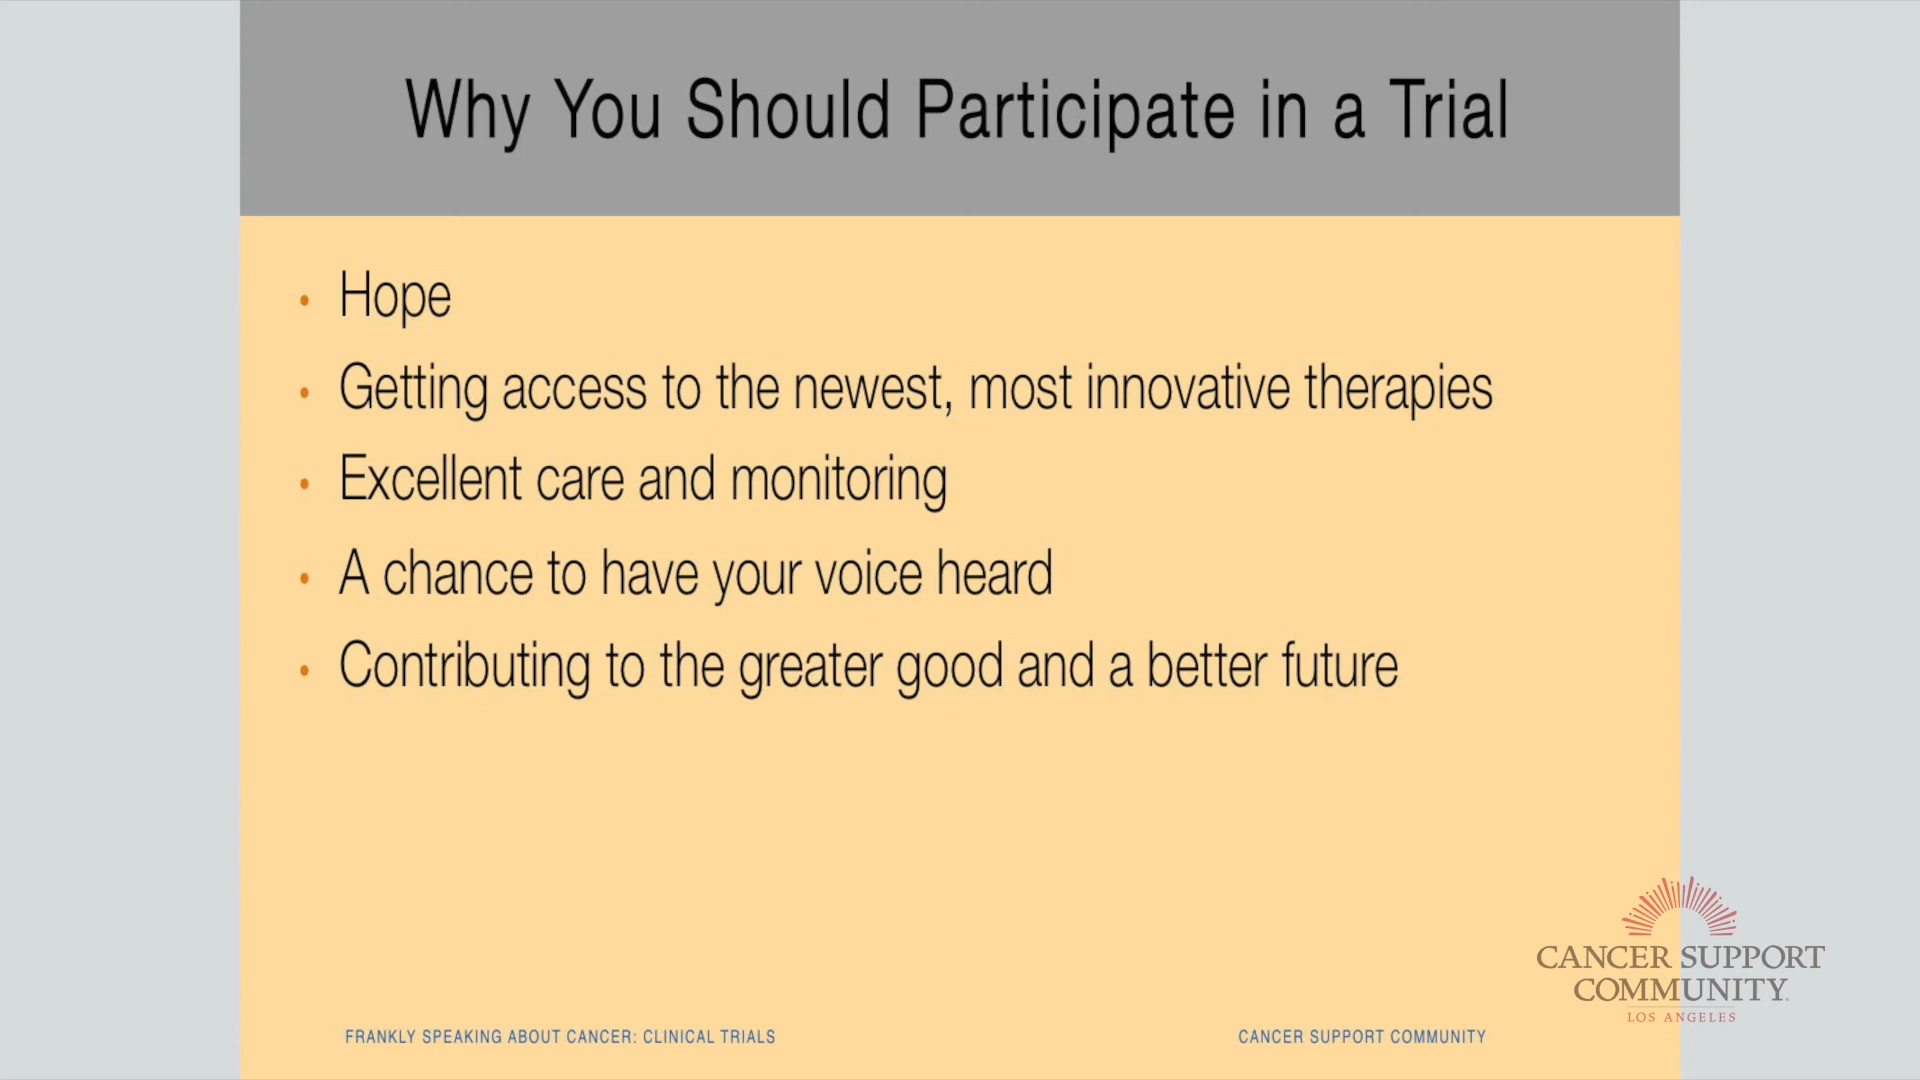 Why You Should Participate in a Trial
• Hope
• Getting access to the newest, most innovative therapies
• Excellent care and monitoring
• A chance to have your voice heard
• Contributing to the greater good and a better future
CANCER SUPPORT
COMMUNITY
LOS ANGELES
FRANKLY SPEAKING ABOUT CANCER: CLINICAL TRIALS
CANCER SUPPORT COMMUNITY